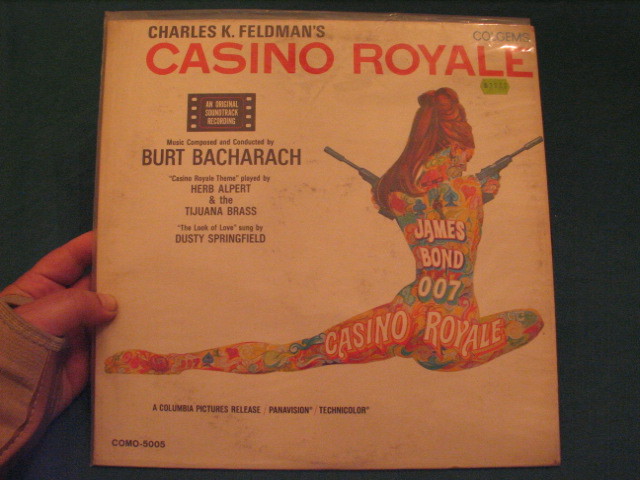 CHARLES K. FELDMAN'S
COLGEMS
CASINO ROYALE
AN ORIGINAL
SOUNDTRACK
RECORDING
Music Composed and Conducted by
BURT BACHARACH
"Casino Royale Theme" played by
HERB ALPERT
& the
TIJUANA BRASS
"The Look of Love" sung by
DUSTY SPRINGFIELD
JAMES
BOND
007
CASINO ROYALE
007
A COLUMBIA PICTURES RELEASE / PANAVISION® / TECHNICOLOR®
COMO-5005